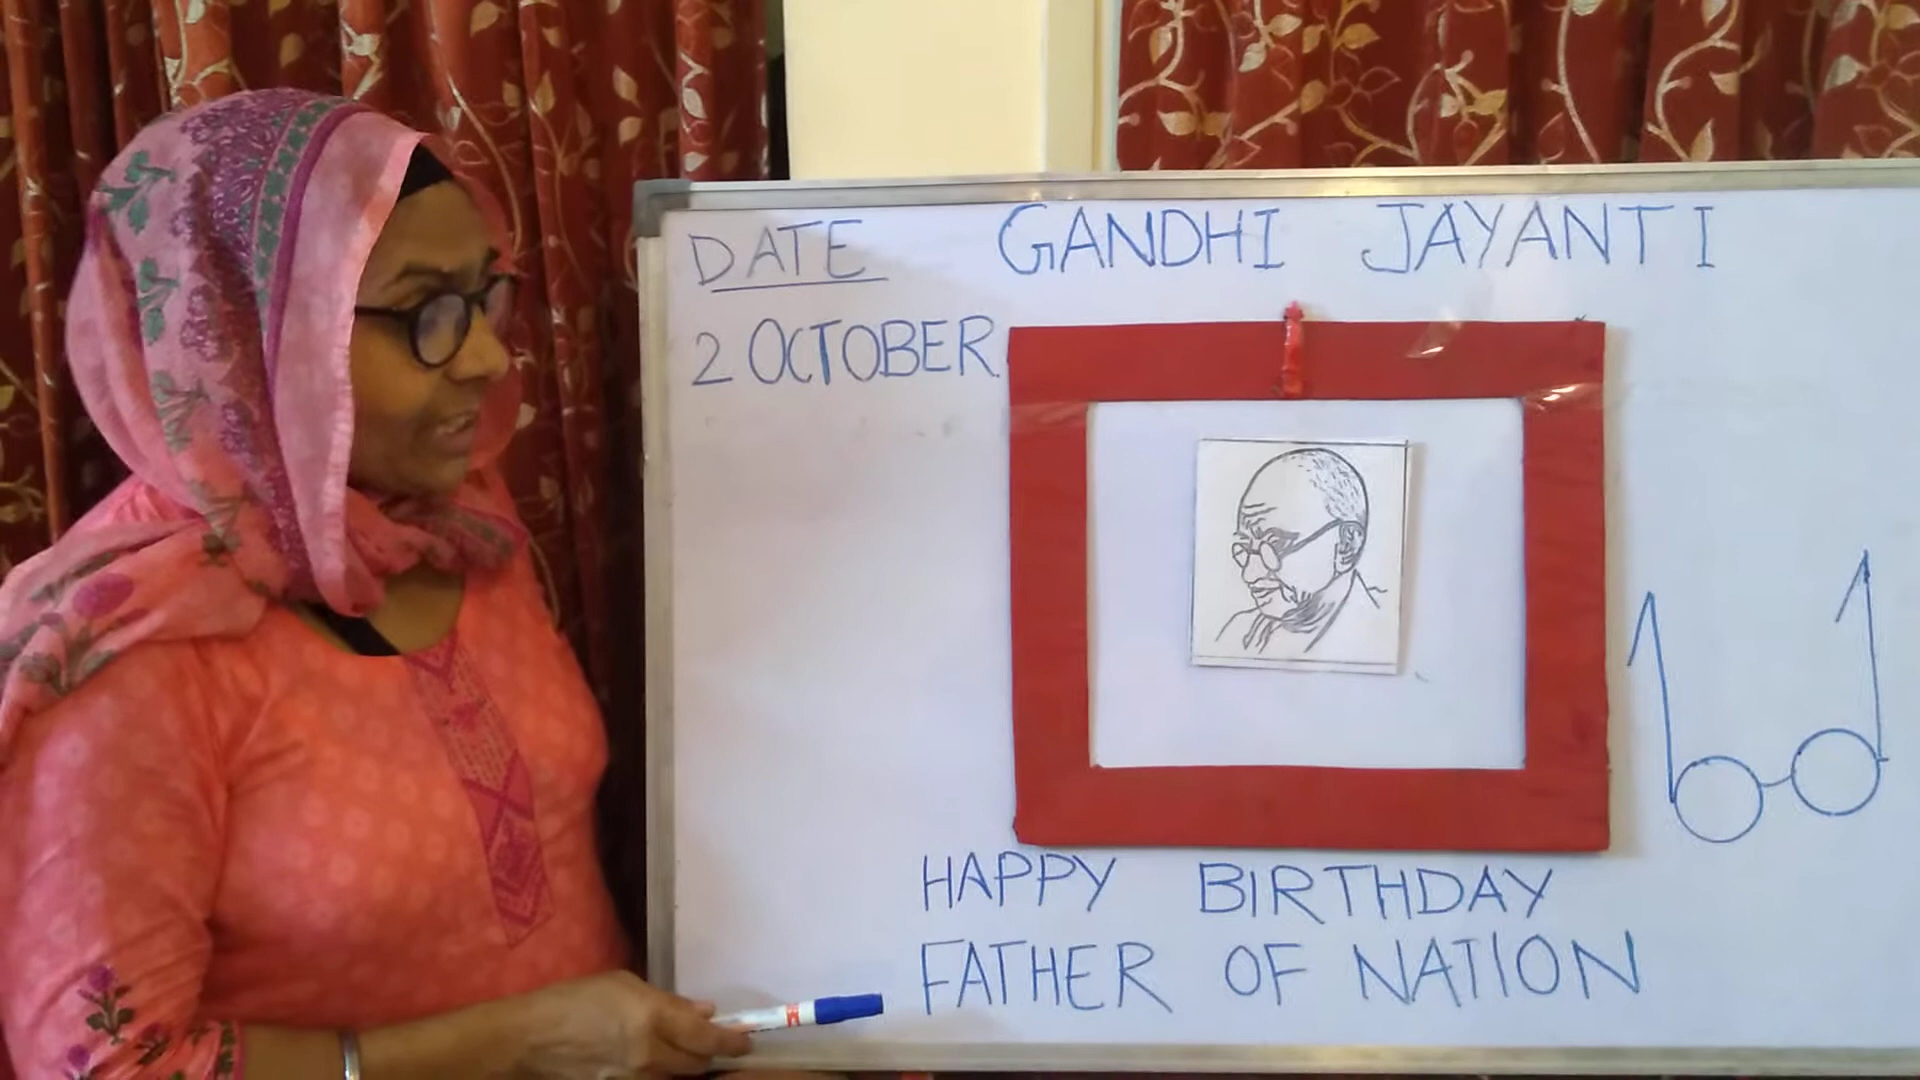 DATE GANDHI JAYANTI
2 OCTOBER
HAPPY BIRTHDAY
FATHER OF NATION